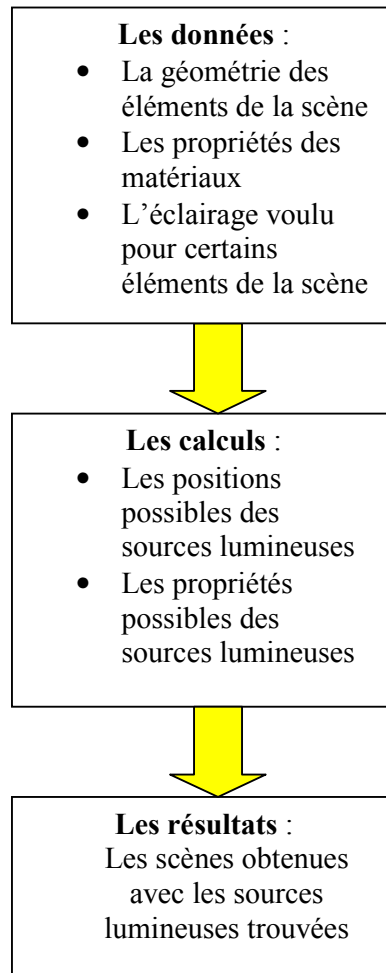 Les données :
• La géométrie des
éléments de la scène
• Les propriétés des
matériaux
• L’éclairage voulu
pour certains
éléments de la scène
Les calculs :
• Les positions
possibles des
sources lumineuses
• Les propriétés
possibles des
sources lumineuses
Les résultats :
Les scènes obtenues
avec les sources
lumineuses trouvées